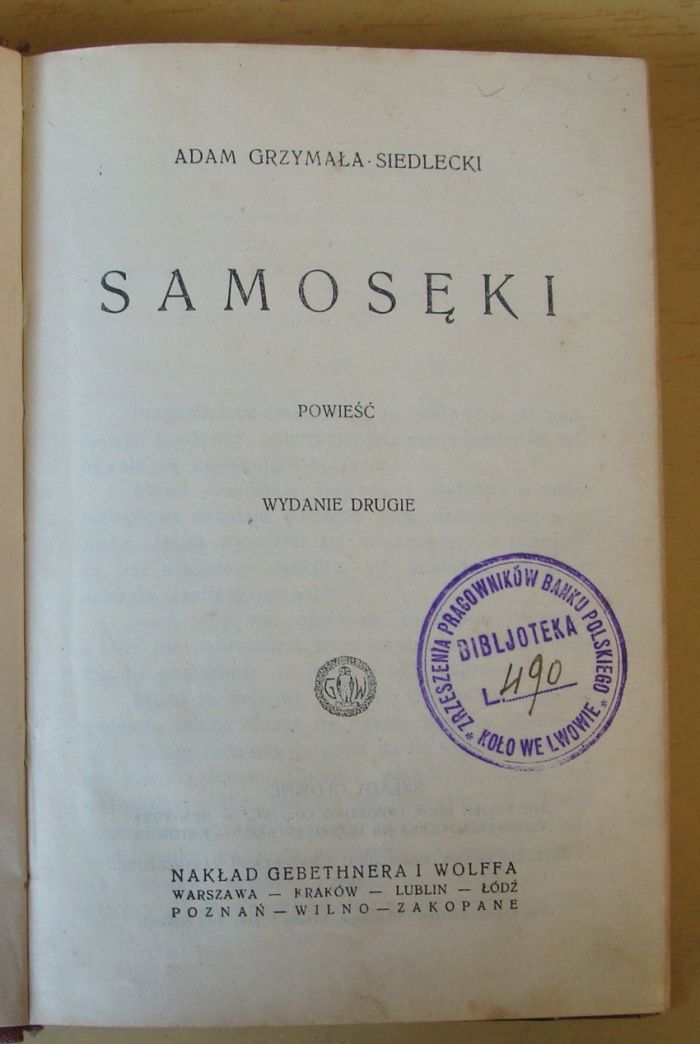 ADAM GRZYMAŁA-SIEDLECKI
SAMOSĘKI
POWIEŚĆ
WYDANIE DRUGIE
ZRZESZENIA PRACOWNIKÓW BANKU POLSKIEGO
BIBLJOTEKA
L. 490
* KOŁO WE LWOWIE *
G W
NAKŁAD GEBETHNERA I WOLFFA
WARSZAWA — KRAKÓW — LUBLIN — ŁÓDŹ
POZNAŃ — WILNO — ZAKOPANE